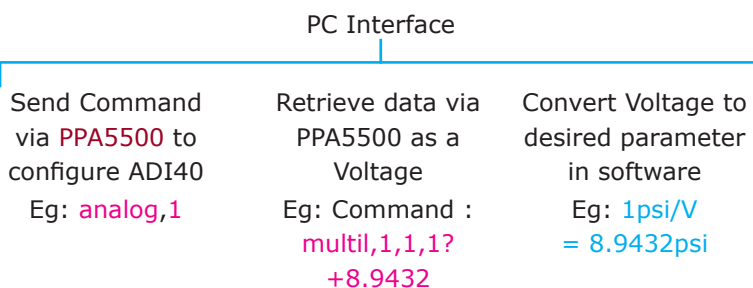 PC Interface
Send Command
via PPA5500 to
configure ADI40
Eg: analog,1
Retrieve data via
PPA5500 as a
Voltage
Eg: Command :
multil,1,1,1?
+8.9432
Convert Voltage to
desired parameter
in software
Eg: 1psi/V
= 8.9432psi